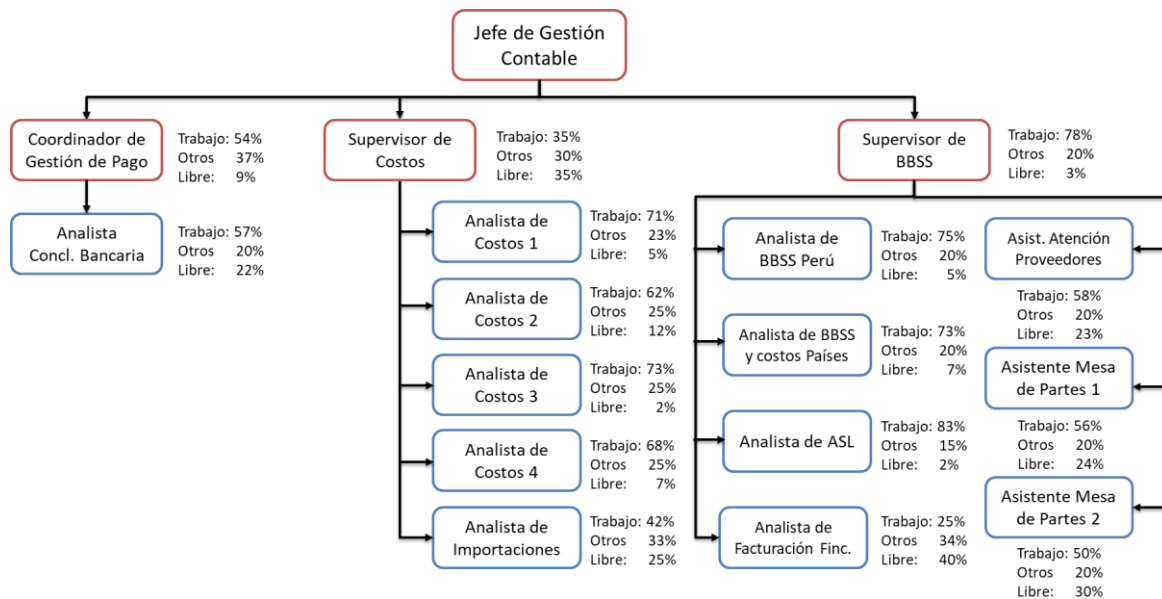 Jefe de Gestión
Contable
Coordinador de
Gestión de Pago
Trabajo: 54%
Otros 37%
Libre: 9%
Analista
Concl. Bancaria
Trabajo: 57%
Otros 20%
Libre: 22%
Supervisor de
Costos
Trabajo: 35%
Otros 30%
Libre: 35%
Analista de
Costos 1
Trabajo: 71%
Otros 23%
Libre: 5%
Analista de
Costos 2
Trabajo: 62%
Otros 25%
Libre: 12%
Analista de
Costos 3
Trabajo: 73%
Otros 25%
Libre: 2%
Analista de
Costos 4
Trabajo: 68%
Otros 25%
Libre: 7%
Analista de
Importaciones
Trabajo: 42%
Otros 33%
Libre: 25%
Supervisor de
BBSS
Trabajo: 78%
Otros 20%
Libre: 3%
Analista de
BBSS Perú
Trabajo: 75%
Otros 20%
Libre: 5%
Analista de BBSS
y costos Países
Trabajo: 73%
Otros 20%
Libre: 7%
Analista de ASL
Trabajo: 83%
Otros 15%
Libre: 2%
Analista de
Facturación Finc.
Trabajo: 25%
Otros 34%
Libre: 40%
Asist. Atención
Proveedores
Trabajo: 58%
Otros 20%
Libre: 23%
Asistente Mesa
de Partes 1
Trabajo: 56%
Otros 20%
Libre: 24%
Asistente Mesa
de Partes 2
Trabajo: 50%
Otros 20%
Libre: 30%